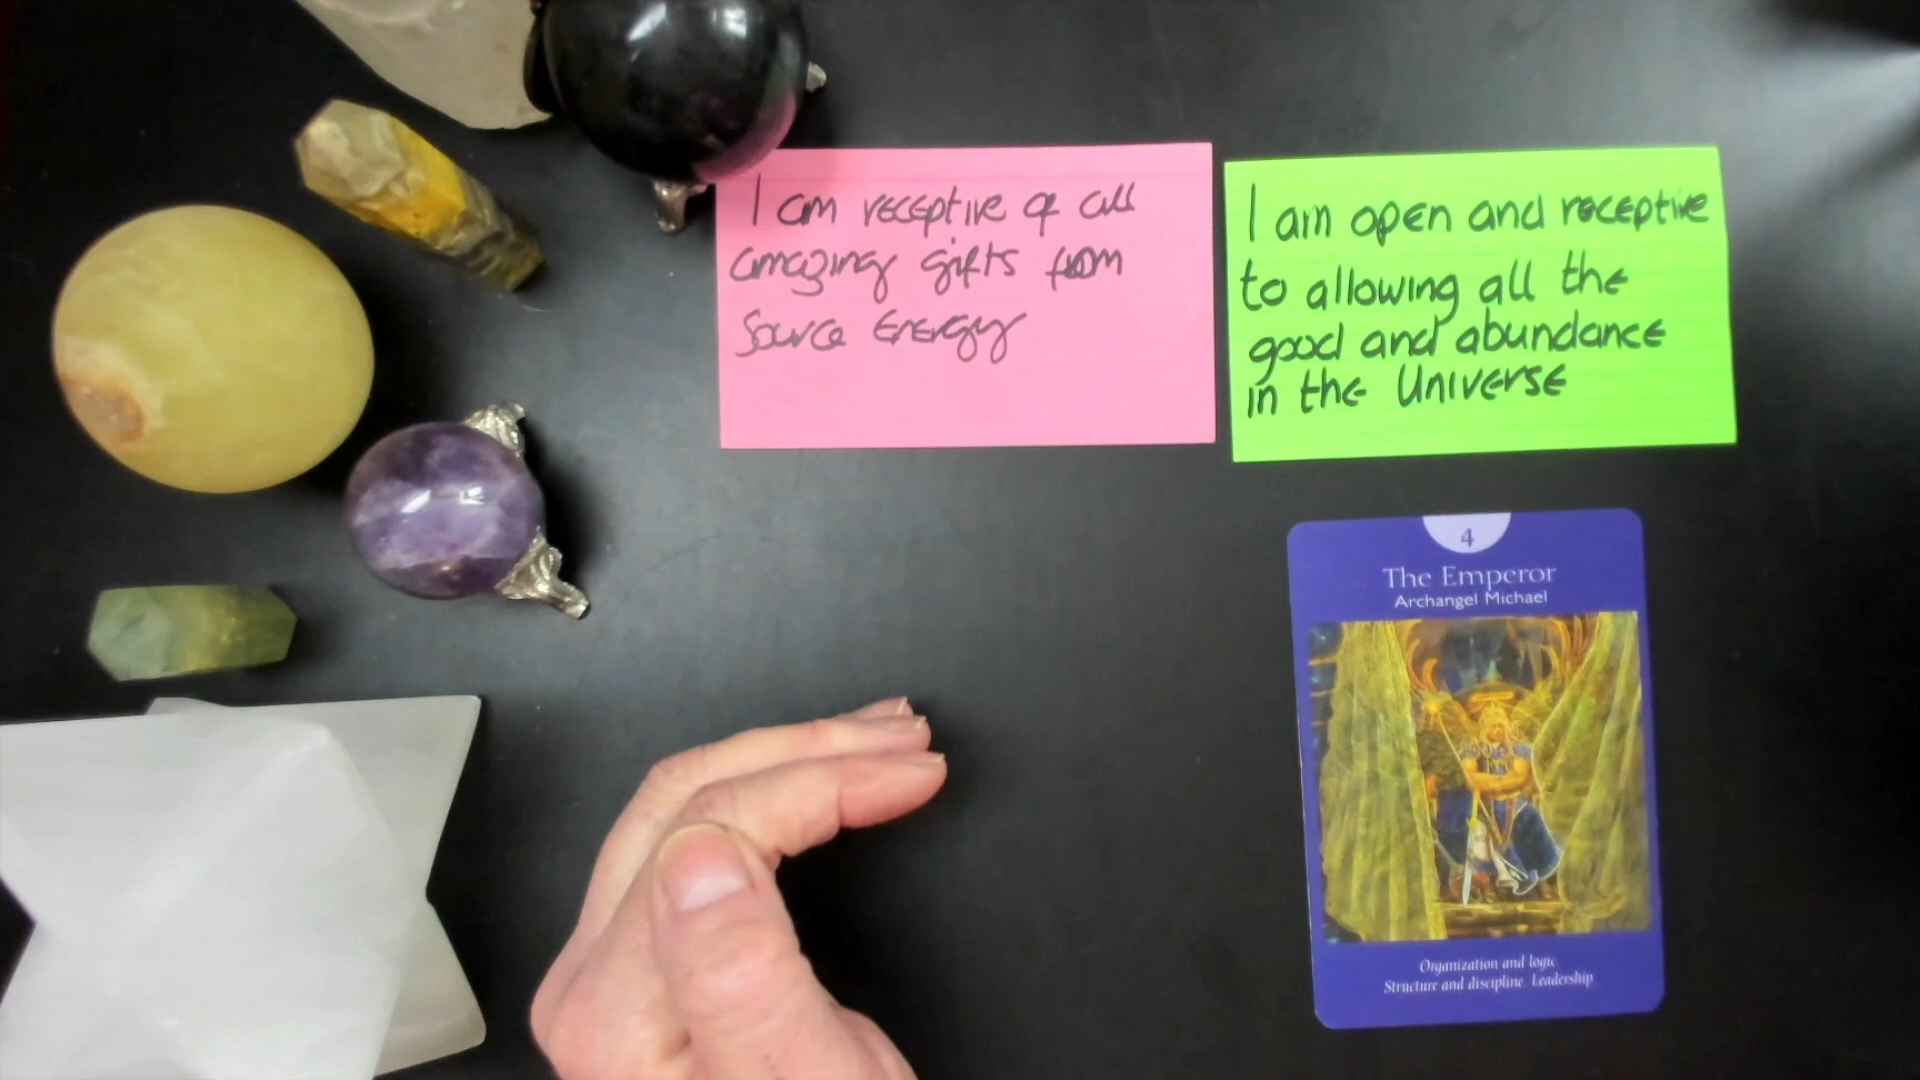 I am receptive of all
amazing gifts from
Source Energy
I am open and receptive
to allowing all the
good and abundance
in the Universe
4
The Emperor
Archangel Michael
Organization and logic
Structure and discipline Leadership